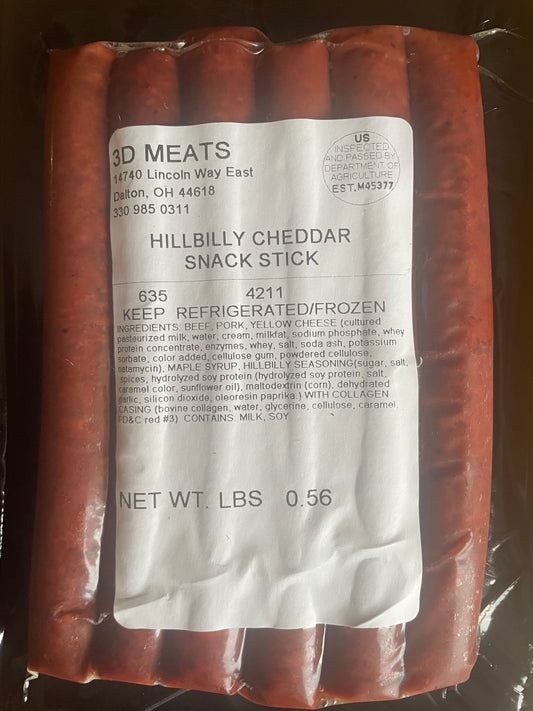 3D MEATS
14740 Lincoln Way East
Dalton, OH 44618
330 985 0311
US
INSPECTED
AND PASSED BY
DEPARTMENT OF
AGRICULTURE
EST.M45377
HILLBILLY CHEDDAR
SNACK STICK
635 4211
KEEP REFRIGERATED/FROZEN
INGREDIENTS: BEEF, PORK, YELLOW CHEESE (cultured
pasteurized milk, water, cream, milkfat, sodium phosphate, whey
protein concentrate, enzymes, whey, salt, soda ash, potassium
sorbate, color added, cellulose gum, powdered cellulose,
natamycin), MAPLE SYRUP, HILLBILLY SEASONING(sugar, salt,
spices, hydrolyzed soy protein (hydrolyzed soy protein, salt,
caramel color, sunflower oil), maltodextrin (corn), dehydrated
garlic, silicon dioxide, oleoresin paprika.) WITH COLLAGEN
CASING (bovine collagen, water, glycerine, cellulose, caramel,
FD&C red #3) CONTAINS: MILK, SOY
NET WT. LBS 0.56